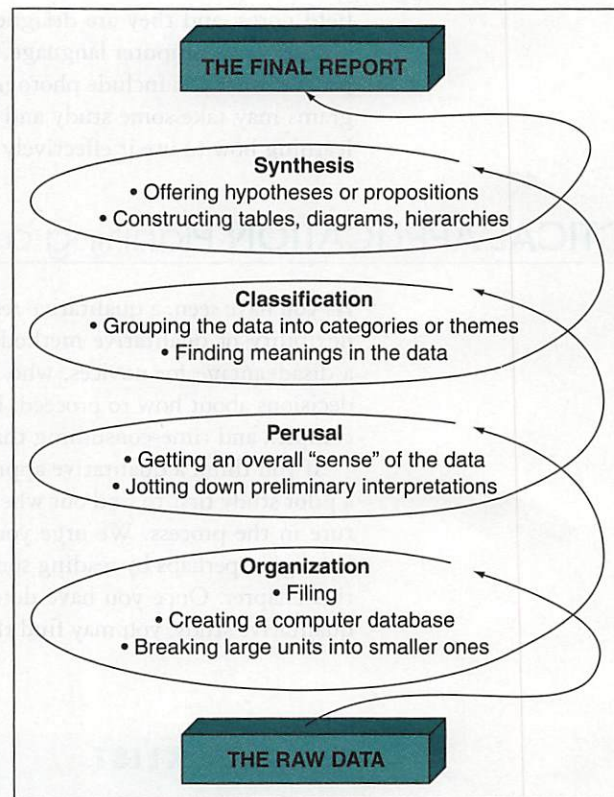 THE FINAL REPORT
Synthesis
• Offering hypotheses or propositions
• Constructing tables, diagrams, hierarchies
Classification
• Grouping the data into categories or themes
• Finding meanings in the data
Perusal
• Getting an overall “sense” of the data
• Jotting down preliminary interpretations
Organization
• Filing
• Creating a computer database
• Breaking large units into smaller ones
THE RAW DATA